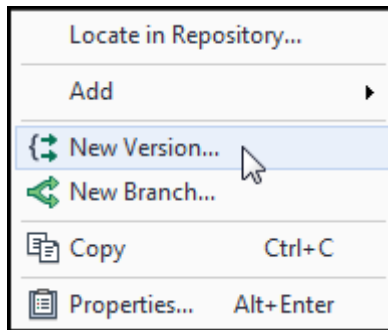 Locate in Repository...
Add
New Version...
New Branch...
Copy Ctrl+C
Properties... Alt+Enter